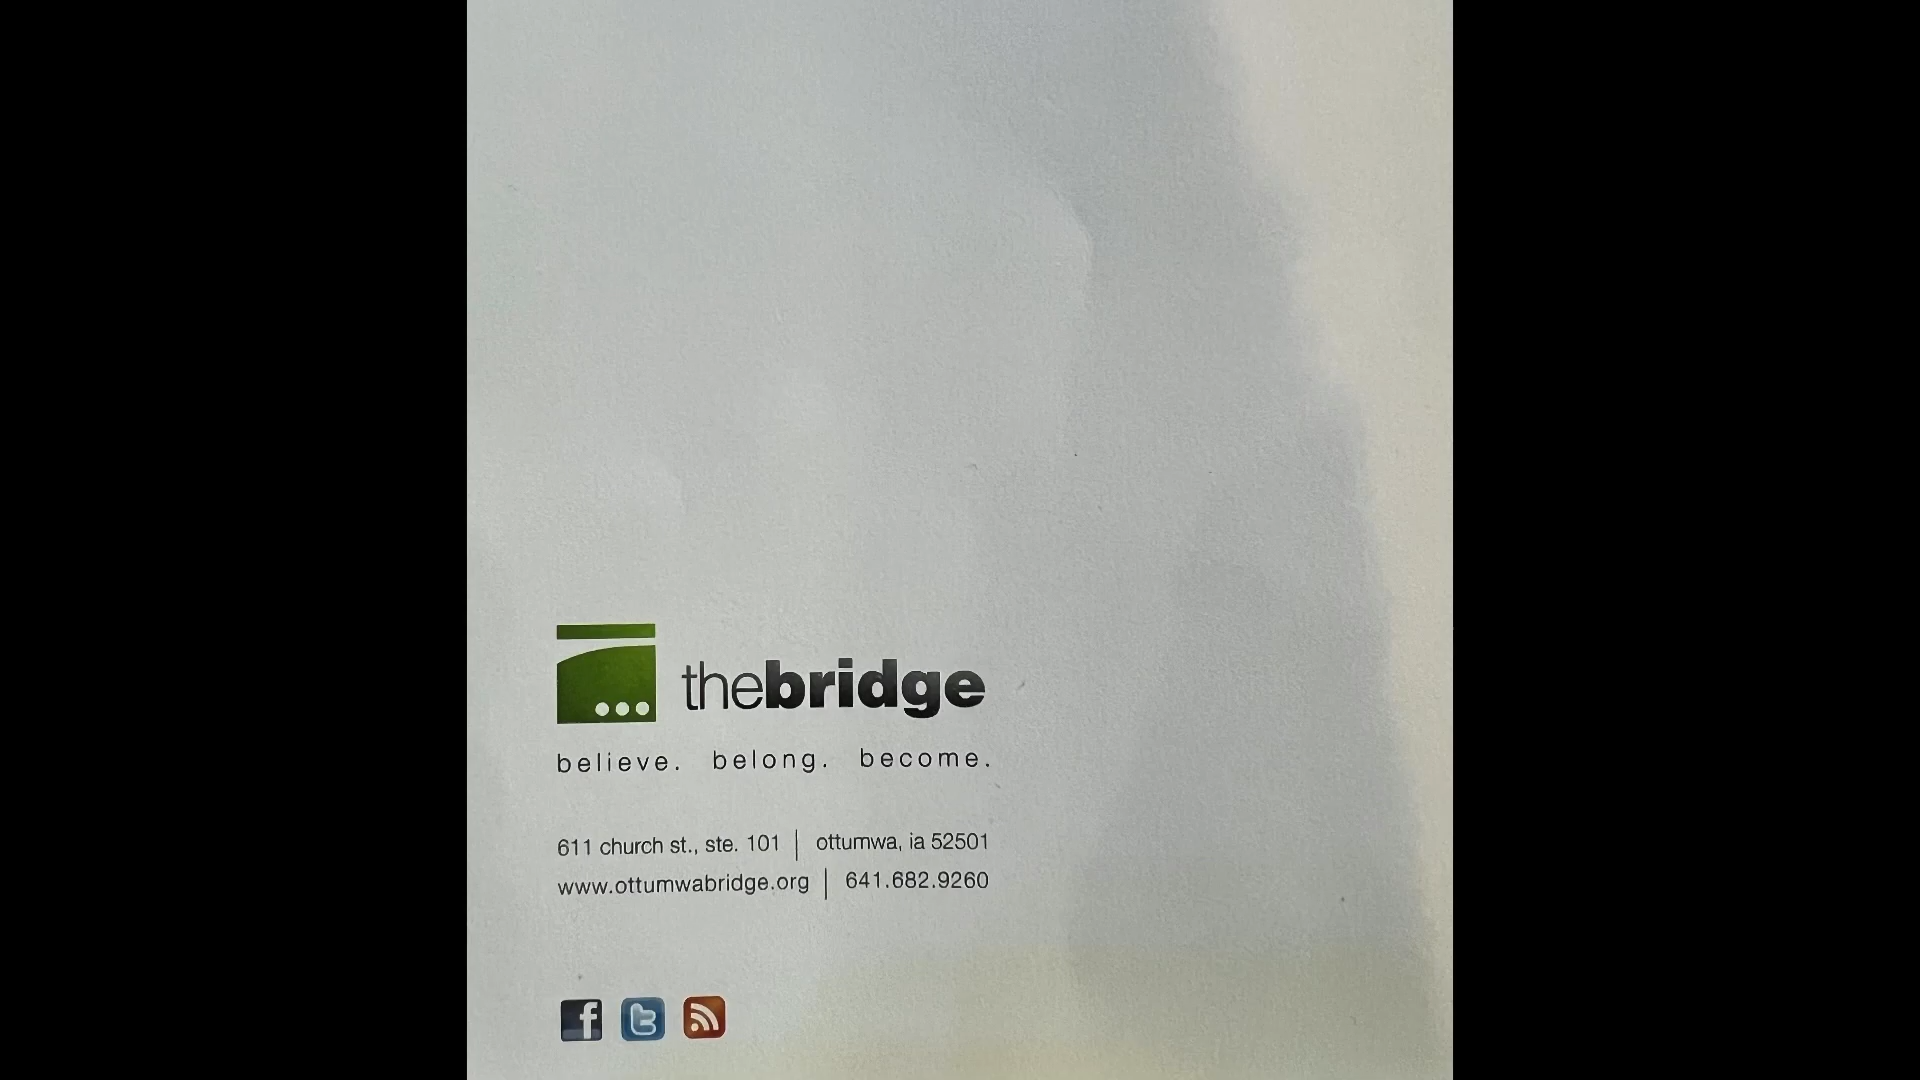 thebridge
believe. belong. become.
611 church st., ste. 101 | ottumwa, ia 52501
www.ottumwabridge.org | 641.682.9260